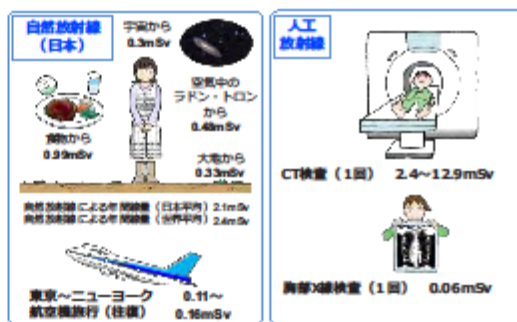 自然放射線
(日本)
宇宙から
0.3mSv
空気中の
ラドン・トロン
から
0.48mSv
食物から
0.99mSv
大地から
0.33mSv
自然放射線による年間線量(日本平均) 2.1mSv
自然放射線による年間線量(世界平均) 2.4mSv
東京~ニューヨーク 0.11~
航空機旅行(往復) 0.16mSv
人工
放射線
CT検査(1回) 2.4~12.9mSv
胸部X線検査(1回) 0.06mSv